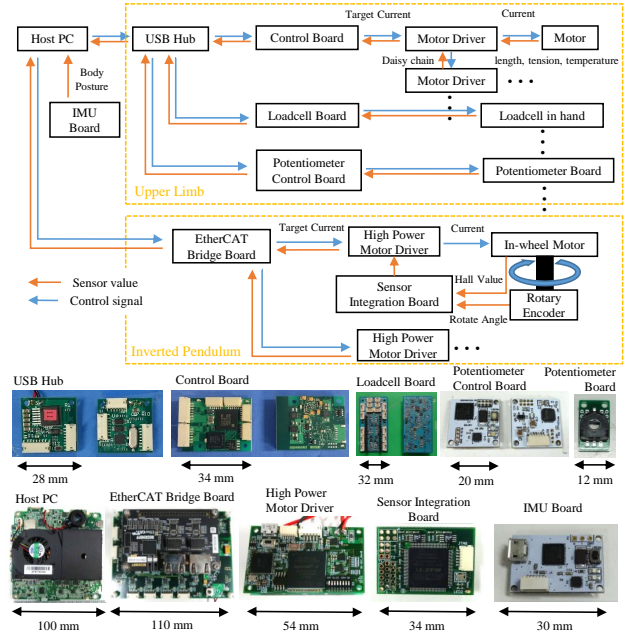 Host PC
USB Hub
Control Board
Target Current
Motor Driver
Current
Motor
Daisy chain
length, tension, temperature
Motor Driver
Body
Posture
IMU
Board
Loadcell Board
Loadcell in hand
Potentiometer
Control Board
Potentiometer Board
Upper Limb
EtherCAT
Bridge Board
Target Current
High Power
Motor Driver
Current
In-wheel Motor
Sensor value
Control signal
Sensor
Integration Board
Hall Value
Rotary
Encoder
Rotate Angle
High Power
Motor Driver
Inverted Pendulum
USB Hub
Control Board
Loadcell Board
Potentiometer
Control Board
Potentiometer
Board
28 mm
34 mm
32 mm
20 mm
12 mm
Host PC
EtherCAT Bridge Board
High Power
Motor Driver
Sensor Integration
Board
IMU Board
100 mm
110 mm
54 mm
34 mm
30 mm